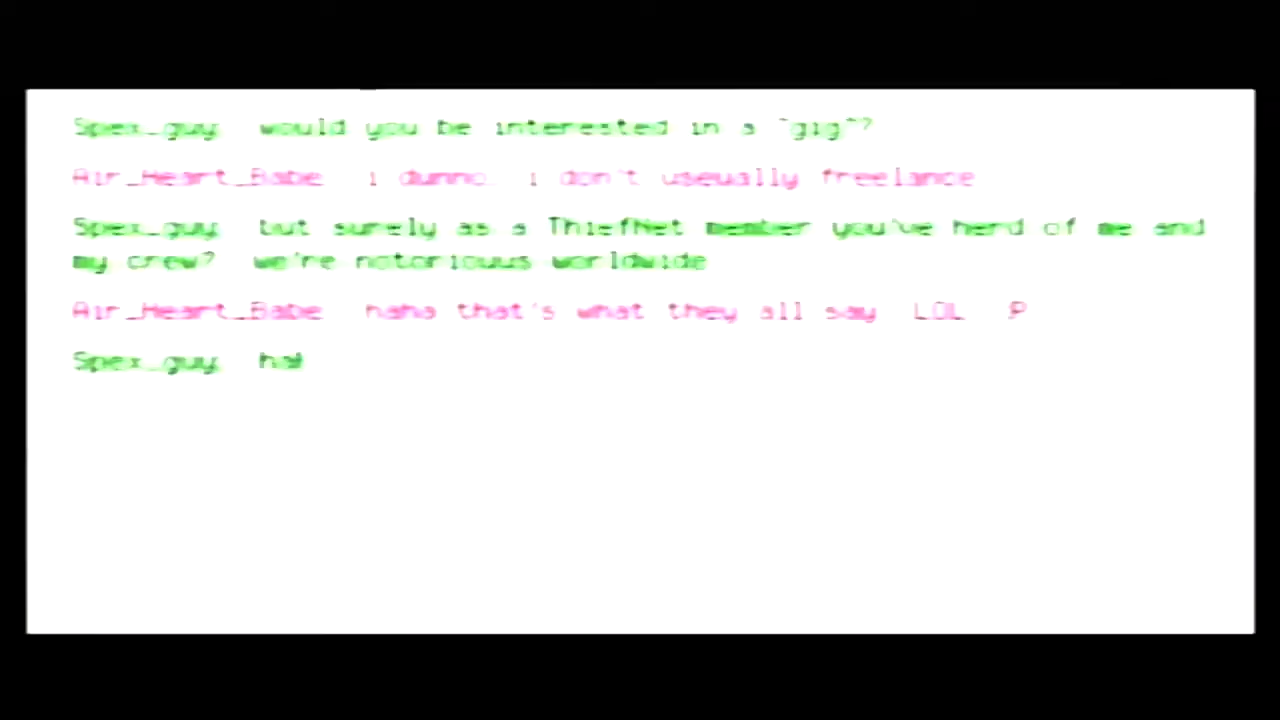 Spex_guy would you be interested in a "gig"?
Air_Heart_Babe i dunno. i don't usewally freelance
Spex_guy but surely as a ThiefNet member you've herd of me and
my crew? we're notoriouus worldwide
Air_Heart_Babe haha that's what they all say LOL :P
Spex_guy ha!